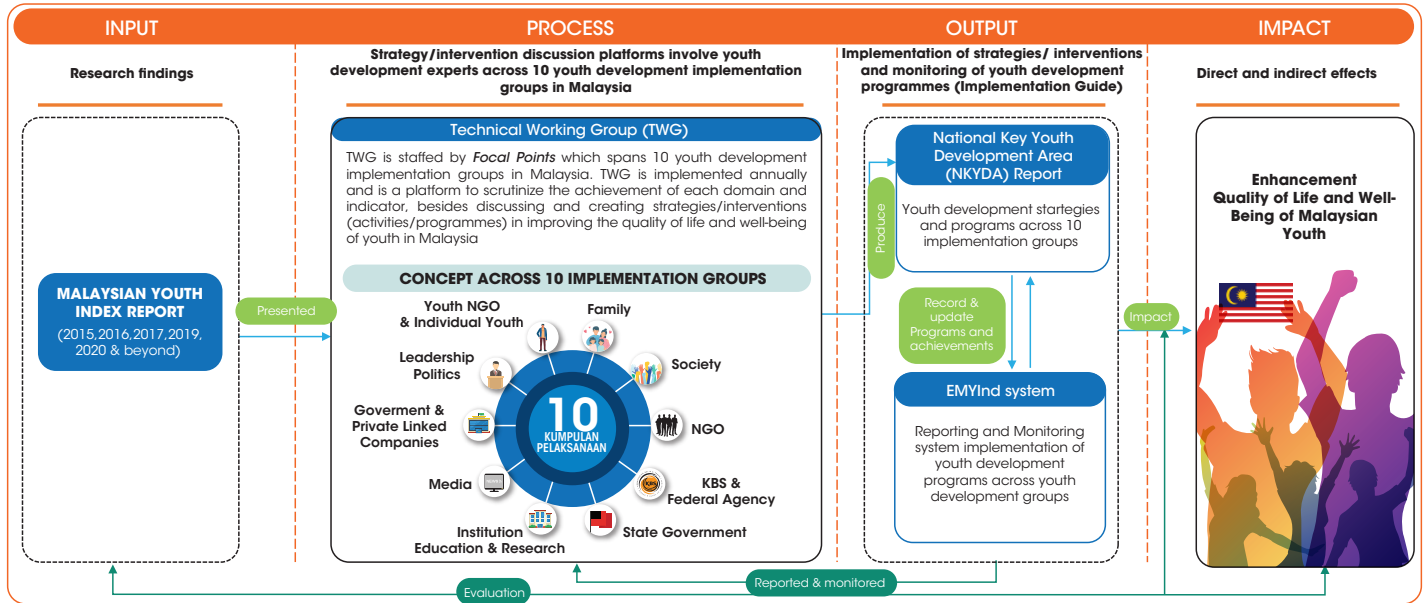 INPUT
PROCESS
OUTPUT
IMPACT
Research findings
Strategy/intervention discussion platforms involve youth
development experts across 10 youth development implementation
groups in Malaysia
Implementation of strategies/ interventions
and monitoring of youth development
programmes (Implementation Guide)
Direct and indirect effects
MALAYSIAN YOUTH
INDEX REPORT
(2015,2016,2017,2019,
2020 & beyond)
Presented
Technical Working Group (TWG)
TWG is staffed by Focal Points which spans 10 youth development
implementation groups in Malaysia. TWG is implemented annually
and is a platform to scrutinize the achievement of each domain and
indicator, besides discussing and creating strategies/interventions
(activities/programmes) in improving the quality of life and well-being
of youth in Malaysia
CONCEPT ACROSS 10 IMPLEMENTATION GROUPS
Youth NGO
& Individual Youth
Family
Leadership
Politics
Society
Goverment &
Private Linked
Companies
NGO
Media
KBS &
Federal Agency
Institution
Education & Research
State Government
10
KUMPULAN
PELAKSANAAN
KBS
Produce
National Key Youth
Development Area
(NKYDA) Report
Youth development startegies
and programs across 10
implementation groups
Record &
update
Programs and
achievements
EMYInd system
Reporting and Monitoring
system implementation of
youth development
programs across youth
development groups
Impact
Enhancement
Quality of Life and Well-
Being of Malaysian
Youth
Reported & monitored
Evaluation